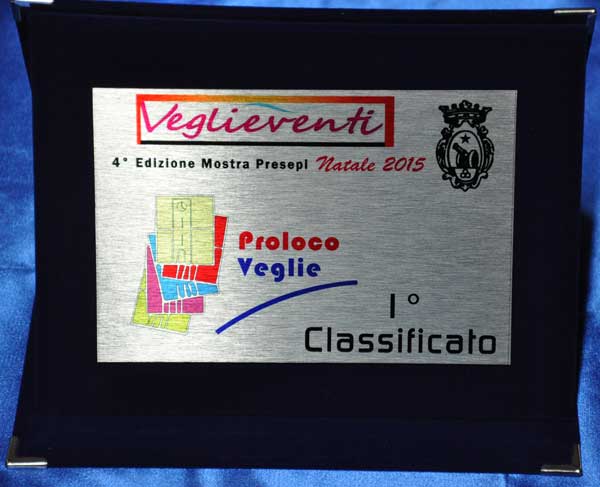 Veglieventi
4° Edizione Mostra Presepi Natale 2015
Proloco
Veglie
1°
Classificato